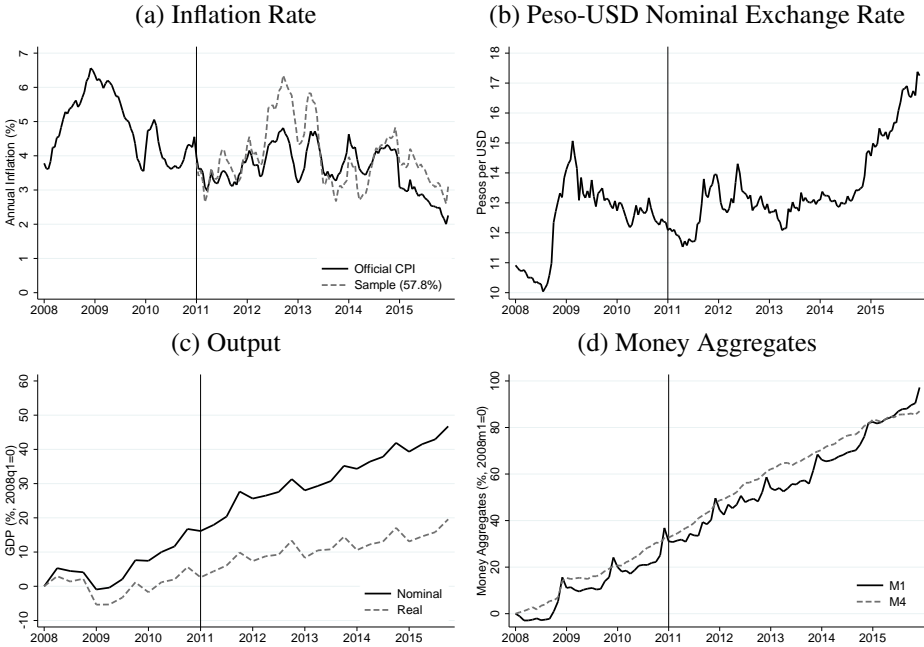 (a) Inflation Rate
Annual Inflation (%)
7
6
5
4
3
2
1
0
2008 2009 2010 2011 2012 2013 2014 2015
Official CPI
Sample (57.8%)
(b) Peso-USD Nominal Exchange Rate
Pesos per USD
18
17
16
15
14
13
12
11
10
2008 2009 2010 2011 2012 2013 2014 2015
(c) Output
GDP (%, 2008q1=0)
60
50
40
30
20
10
0
-10
2008 2009 2010 2011 2012 2013 2014 2015
Nominal
Real
(d) Money Aggregates
Money Aggregates (%, 2008m1=0)
100
80
60
40
20
0
2008 2009 2010 2011 2012 2013 2014 2015
M1
M4